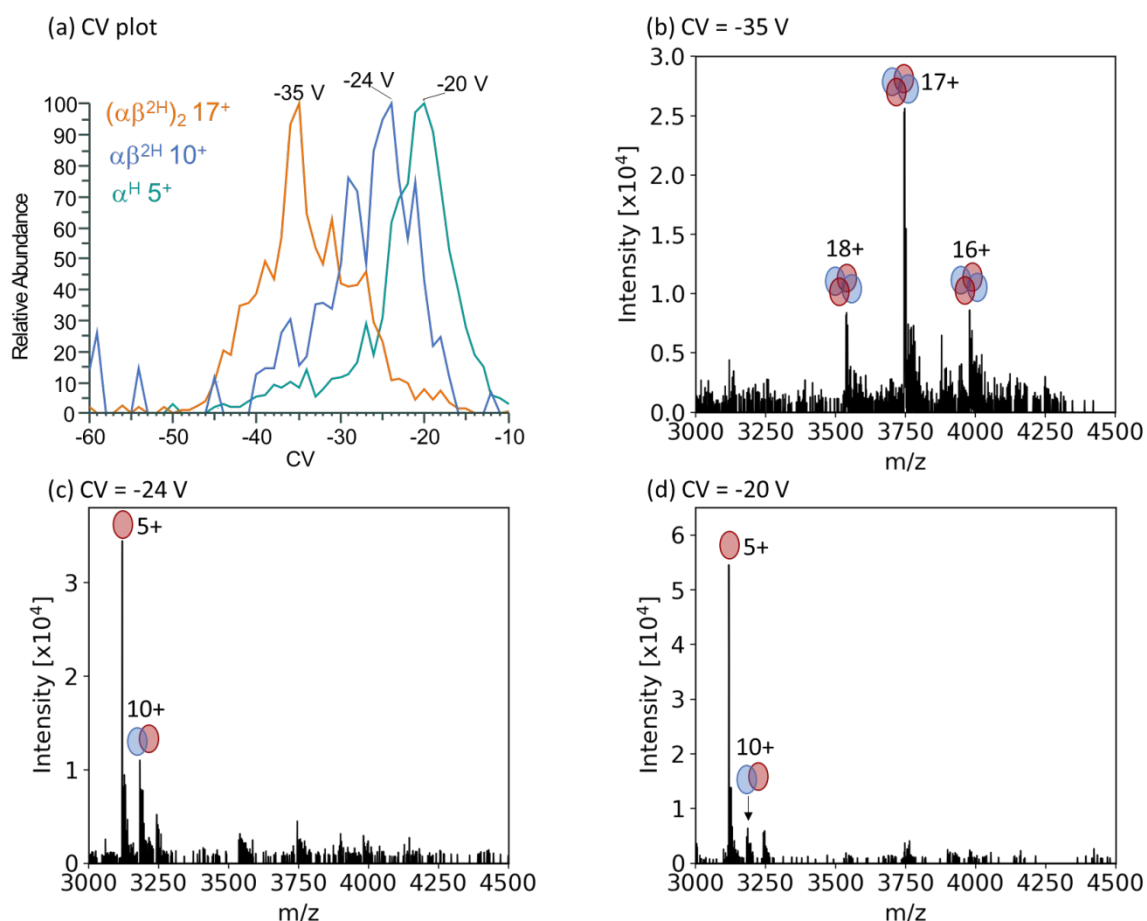 (a) CV plot
-35 V
-24 V
-20 V
(αβ²ᴴ)₂ 17⁺
αβ²ᴴ 10⁺
αᴴ 5⁺
Relative Abundance
100
90
80
70
60
50
40
30
20
10
0
-60 -50 -40 -30 -20 -10
CV
(b) CV = -35 V
Intensity [x10⁴]
3.0
2.5
2.0
1.5
1.0
0.5
0.0
17+
18+
16+
3000 3250 3500 3750 4000 4250 4500
m/z
(c) CV = -24 V
Intensity [x10⁴]
3
2
1
0
5+
10+
3000 3250 3500 3750 4000 4250 4500
m/z
(d) CV = -20 V
Intensity [x10⁴]
6
5
4
3
2
1
0
5+
10+
3000 3250 3500 3750 4000 4250 4500
m/z